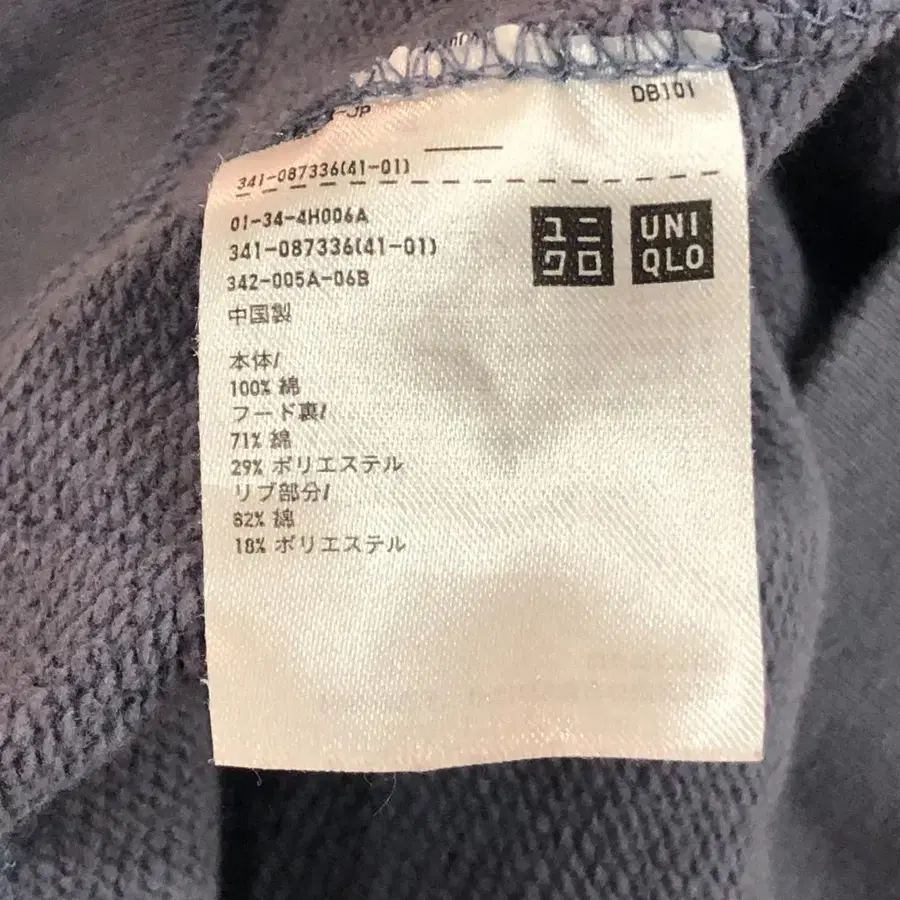 -JP
DB101
341-087336(41-01)
01-34-4H006A
341-087336(41-01)
342-005A-06B
ユニ
クロ
UNI
QLO
中国製
本体/
100% 綿
フード裏/
71% 綿
29% ポリエステル
リブ部分/
82% 綿
18% ポリエステル